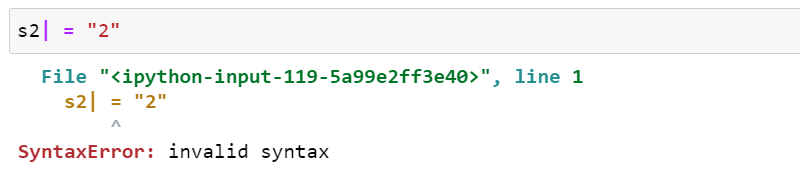 s2| = "2"
File "<ipython-input-119-5a99e2ff3e40>", line 1
s2| = "2"
^
SyntaxError: invalid syntax